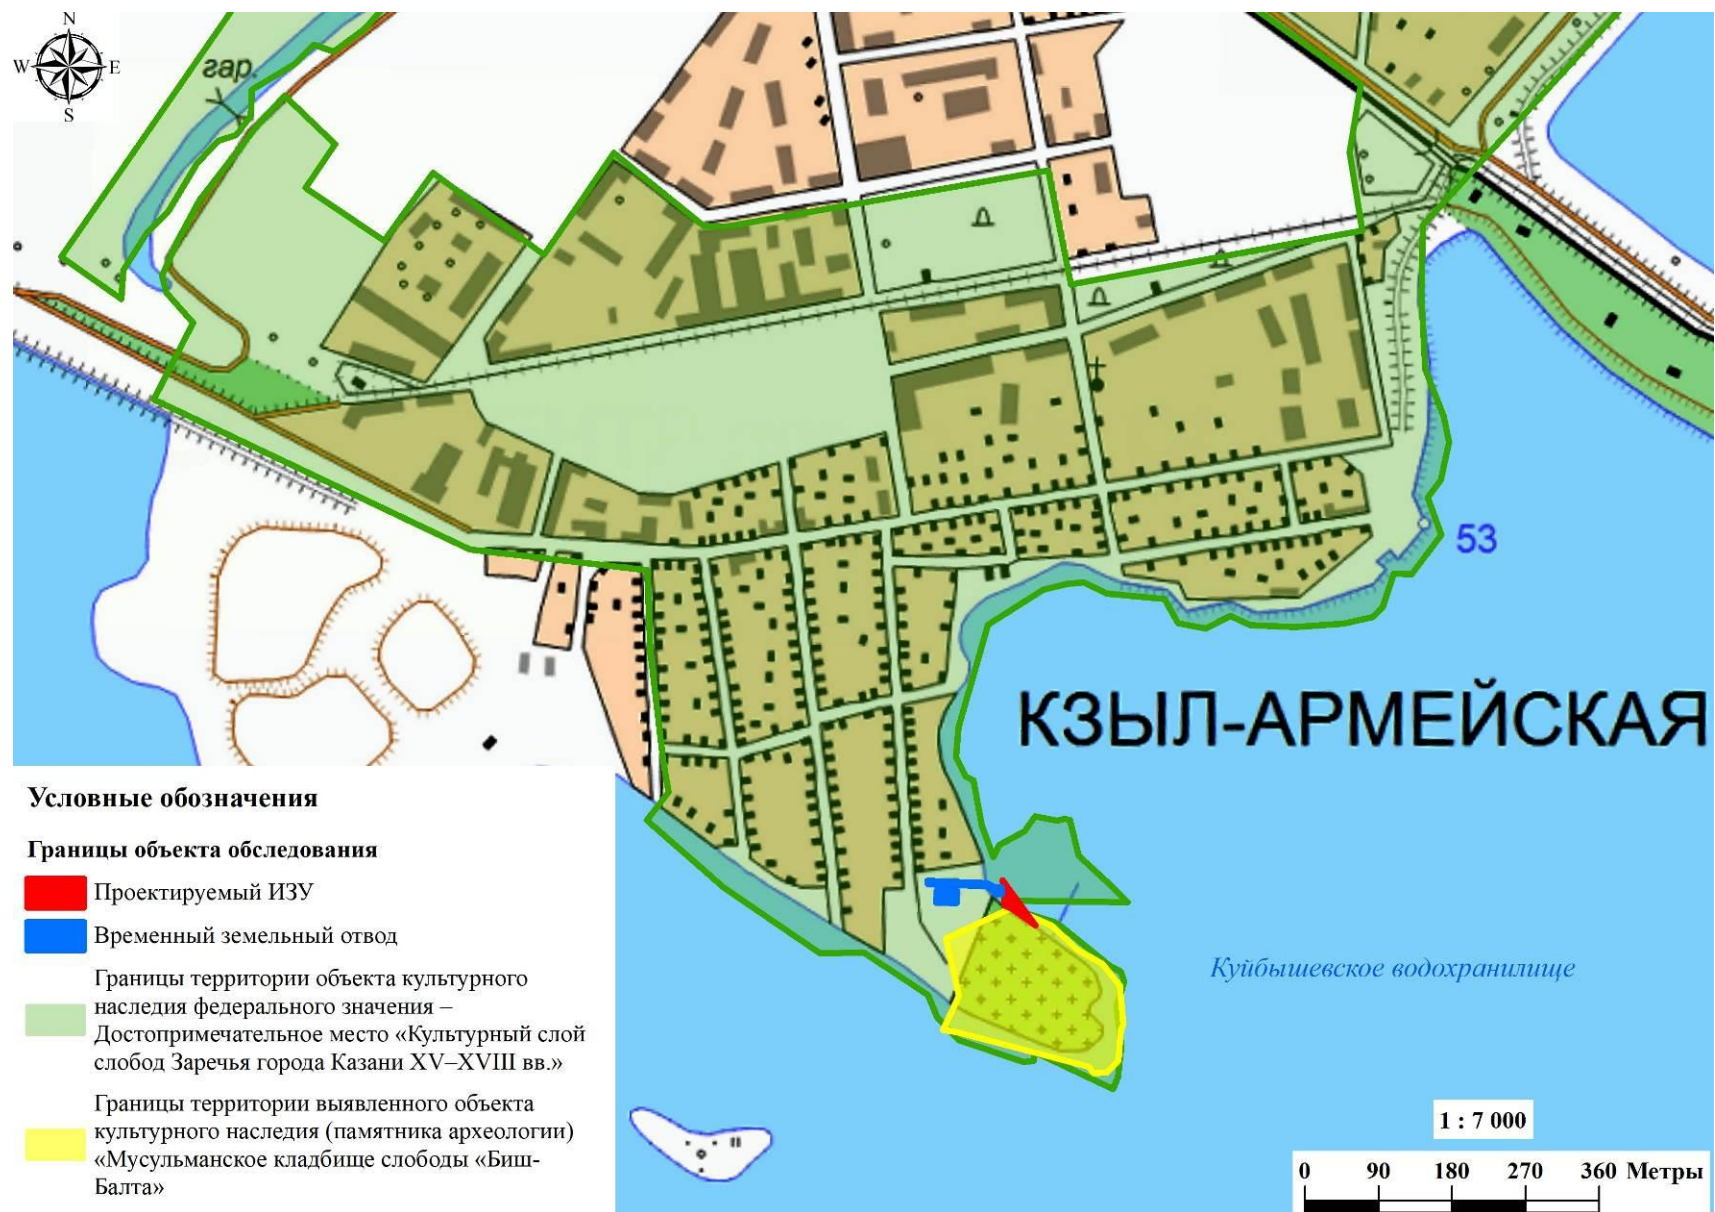 N
W E
S
гар.
53
КЗЫЛ-АРМЕЙСКАЯ
Куйбышевское водохранилище
Условные обозначения
Границы объекта обследования
Проектируемый ИЗУ
Временный земельный отвод
Границы территории объекта культурного
наследия федерального значения –
Достопримечательное место «Культурный слой
слобод Заречья города Казани XV–XVIII вв.»
Границы территории выявленного объекта
культурного наследия (памятника археологии)
«Мусульманское кладбище слободы «Биш-
Балта»
1 : 7 000
0 90 180 270 360 Метры